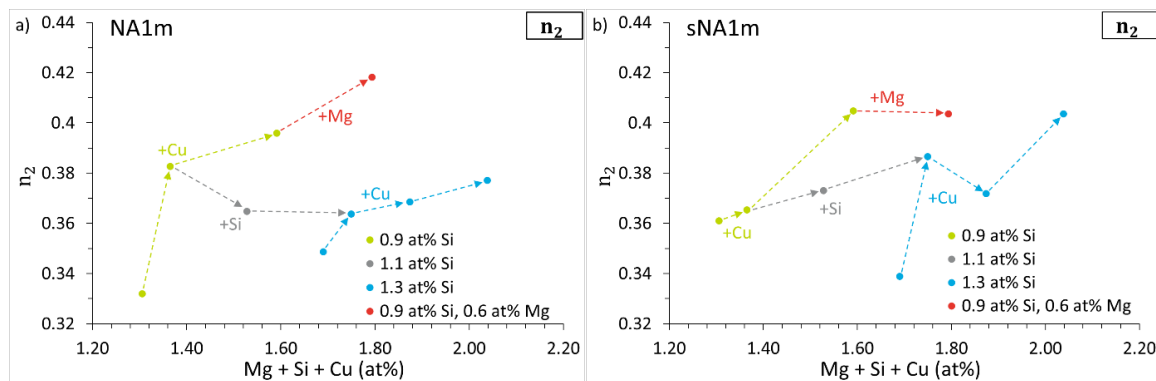 a) NA1m
n₂
0.44
0.42
0.4
0.38
0.36
0.34
0.32
n₂
+Mg
+Cu
+Si
+Cu
0.9 at% Si
1.1 at% Si
1.3 at% Si
0.9 at% Si, 0.6 at% Mg
1.20 1.40 1.60 1.80 2.00 2.20
Mg + Si + Cu (at%)
b) sNA1m
n₂
0.44
0.42
0.4
0.38
0.36
0.34
0.32
n₂
+Mg
+Cu
+Si
+Cu
0.9 at% Si
1.1 at% Si
1.3 at% Si
0.9 at% Si, 0.6 at% Mg
1.20 1.40 1.60 1.80 2.00 2.20
Mg + Si + Cu (at%)